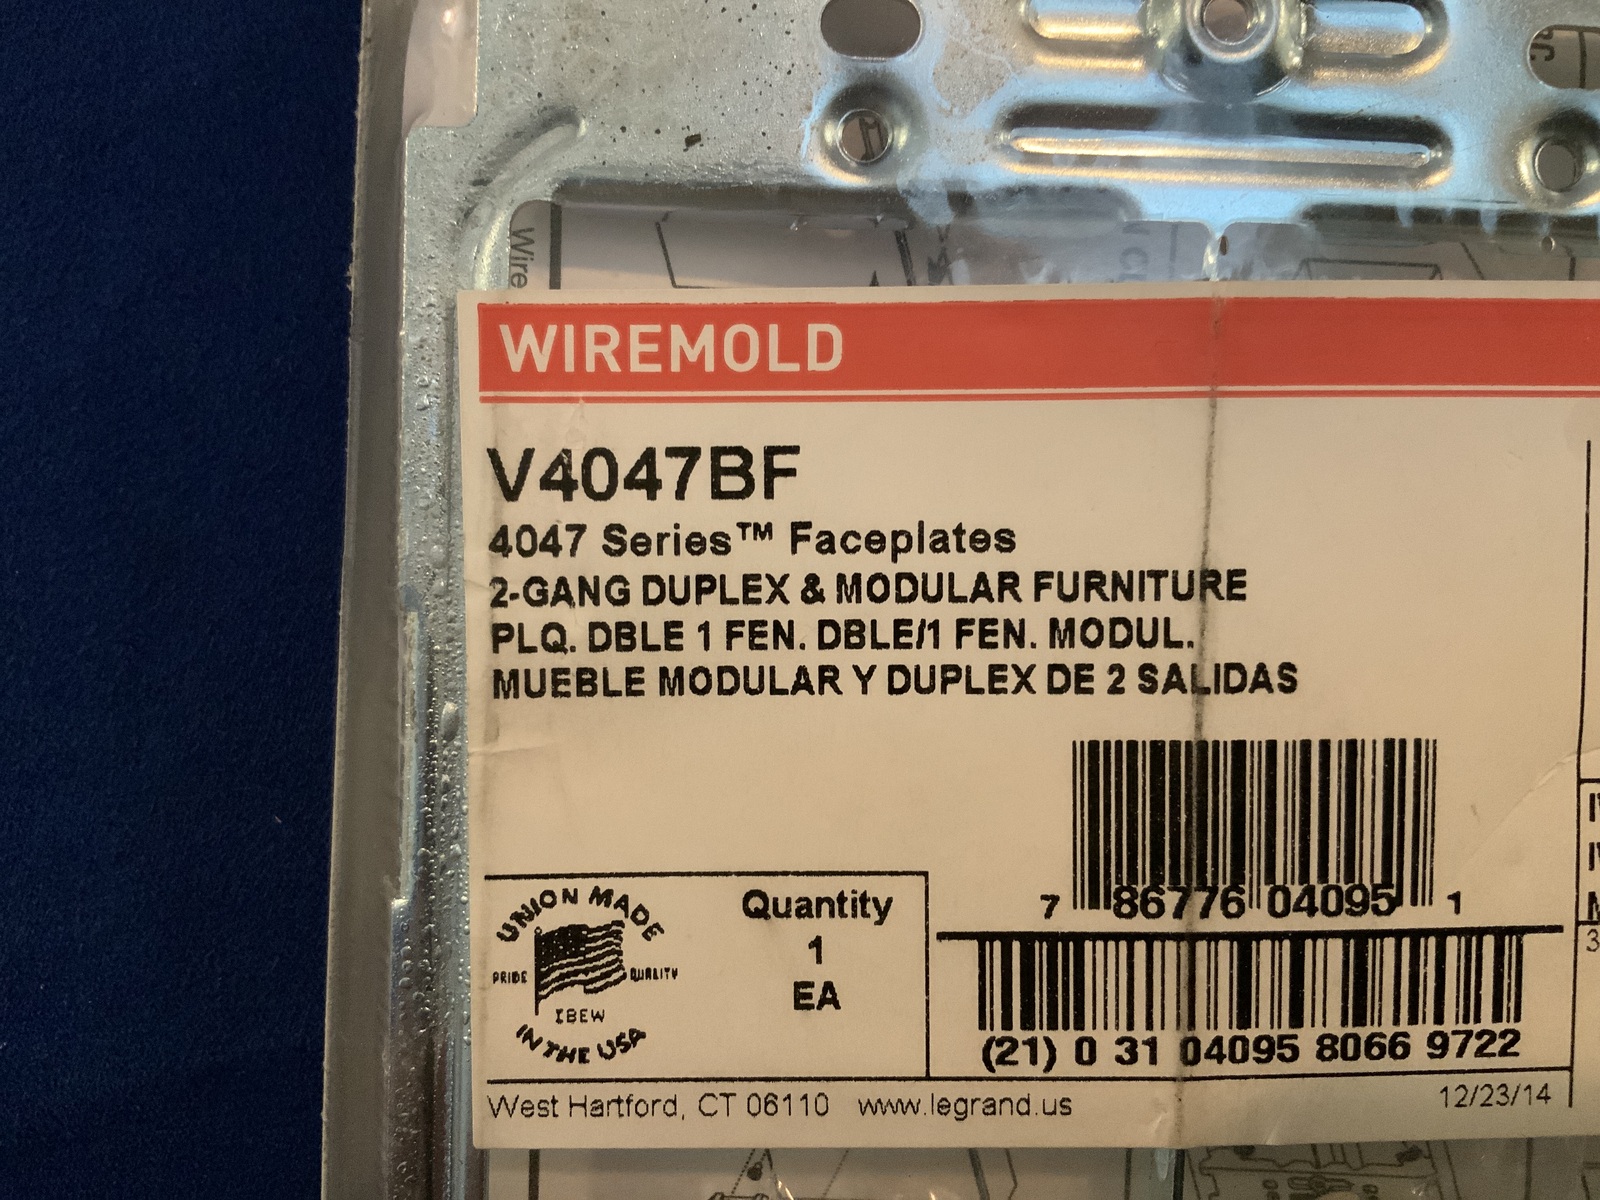 Wire
WIREMOLD
V4047BF
4047 Series™ Faceplates
2-GANG DUPLEX & MODULAR FURNITURE
PLQ. DBLE 1 FEN. DBLE/1 FEN. MODUL.
MUEBLE MODULAR Y DUPLEX DE 2 SALIDAS
7 86776 04095 1
UNION MADE
PRIDE QUALITY
IBEW
IN THE USA
Quantity
1
EA
(21) 0 31 04095 8066 9722
West Hartford, CT 06110 www.legrand.us
12/23/14